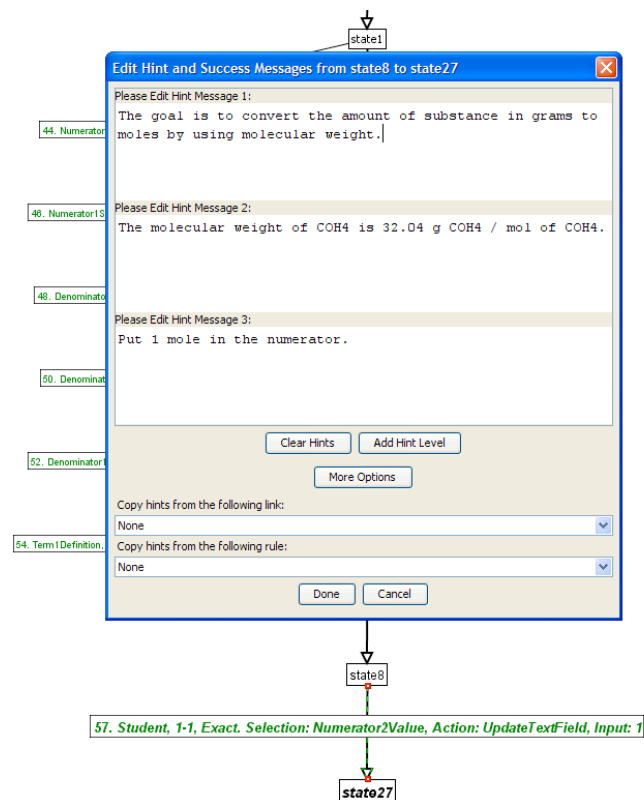 state1
Edit Hint and Success Messages from state8 to state27
Please Edit Hint Message 1:
The goal is to convert the amount of substance in grams to
moles by using molecular weight.
44. Numerator
Please Edit Hint Message 2:
46. Numerator1S
The molecular weight of COH4 is 32.04 g COH4 / mol of COH4.
48. Denominato
Please Edit Hint Message 3:
Put 1 mole in the numerator.
50. Denominat
Clear Hints
Add Hint Level
52. Denominator1
More Options
Copy hints from the following link:
None
54. Term1Definition,
Copy hints from the following rule:
None
Done
Cancel
state8
57. Student, 1-1, Exact. Selection: Numerator2Value, Action: UpdateTextField, Input: 1
state27